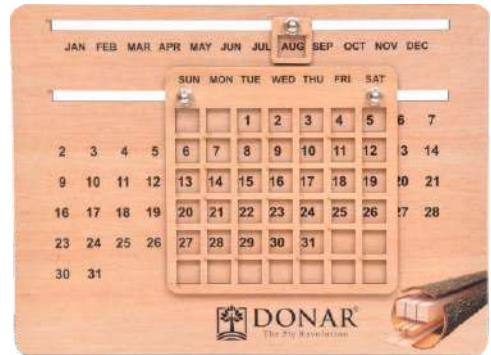 JAN FEB MAR APR MAY JUN JUL AUG SEP OCT NOV DEC
SUN MON TUE WED THU FRI SAT
1 2 3 4 5 6 7
2 3 4 5 6 7 8 9 10 11 12 13 14
9 10 11 12 13 14 15 16 17 18 19 20 21
16 17 18 19 20 21 22 23 24 25 26 27 28
23 24 25 26 27 28 29 30 31
30 31
DONAR®
The Ply Revolution